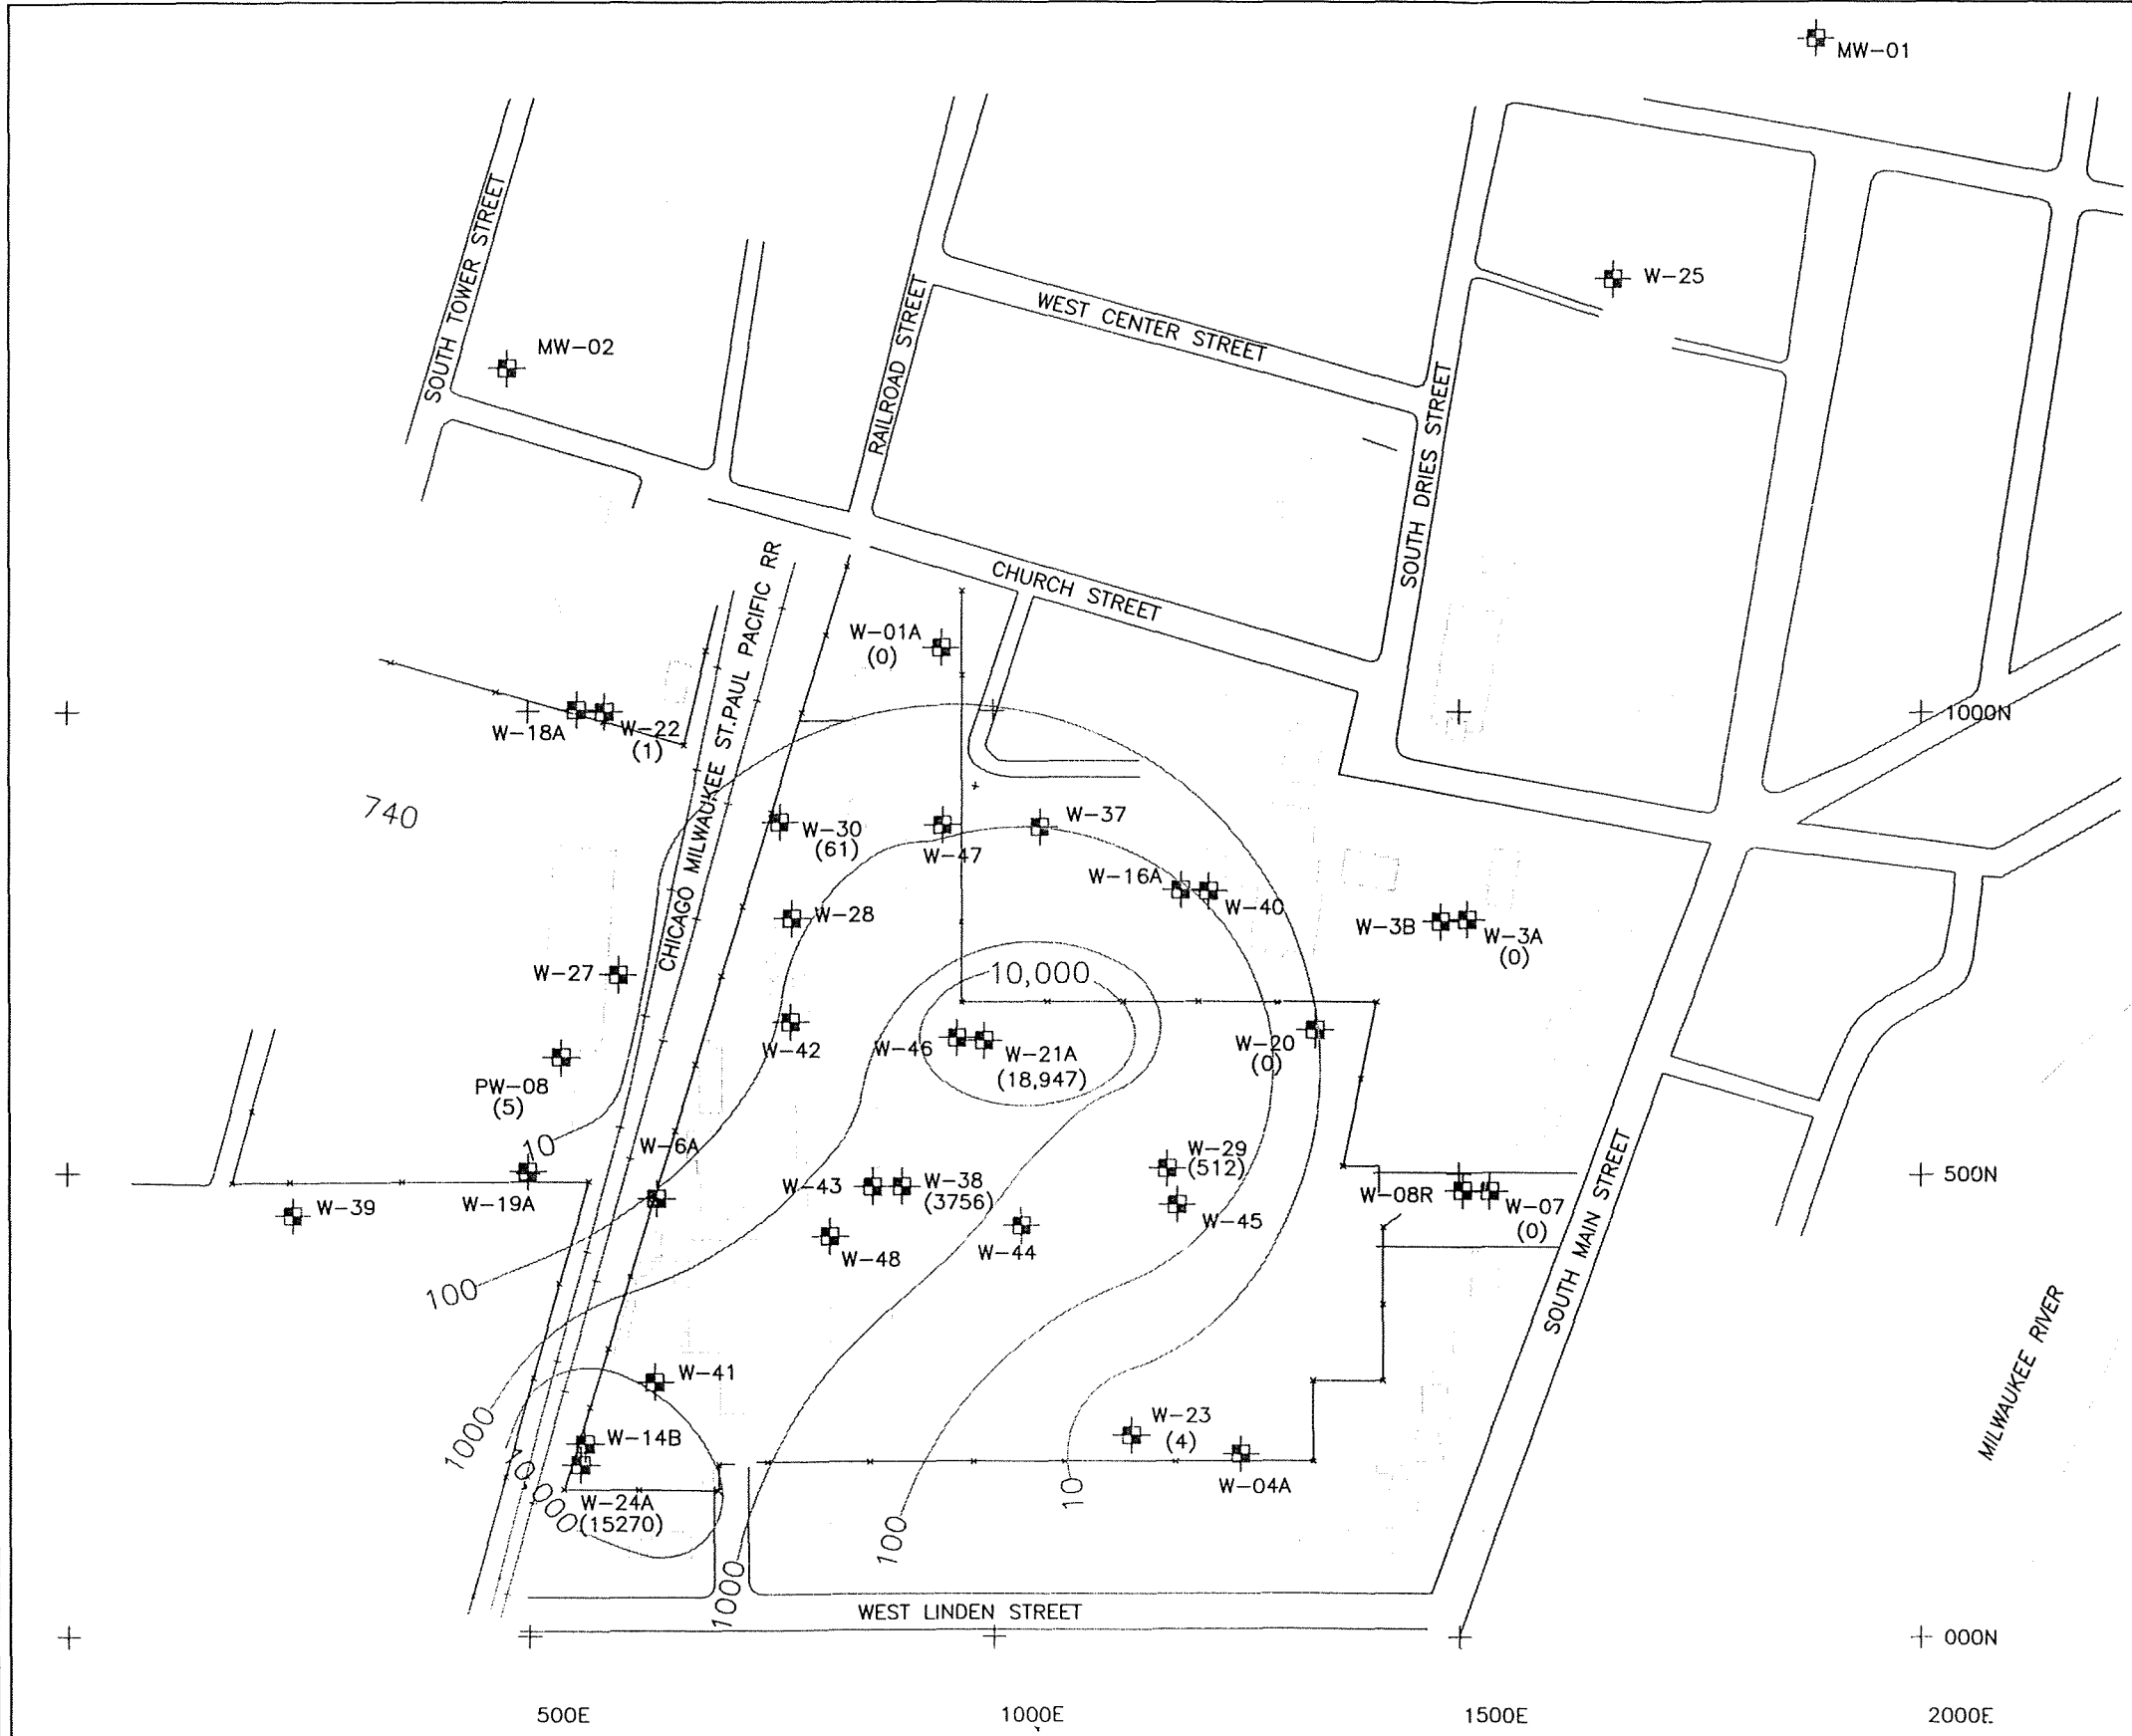 MW-01
SOUTH TOWER STREET
W-25
RAILROAD STREET
WEST CENTER STREET
MW-02
SOUTH DRIES STREET
CHICAGO MILWAUKEE ST.PAUL PACIFIC RR
CHURCH STREET
W-01A
(0)
W-18A
W-22
(1)
1000N
740
W-30
(61)
W-47
W-37
W-16A
W-40
W-28
W-3B
W-3A
(0)
W-27
10,000
W-42
W-46
W-21A
(18,947)
W-20
(0)
PW-08
(5)
10
W-6A
W-29
(512)
500N
W-39
W-19A
W-43
W-38
(3756)
W-08R
W-07
(0)
W-45
W-48
W-44
100
SOUTH MAIN STREET
MILWAUKEE RIVER
W-41
1000
W-14B
W-23
(4)
10,000
W-24A
(15270)
W-04A
10
100
1000
WEST LINDEN STREET
000N
500E
1000E
1500E
2000E